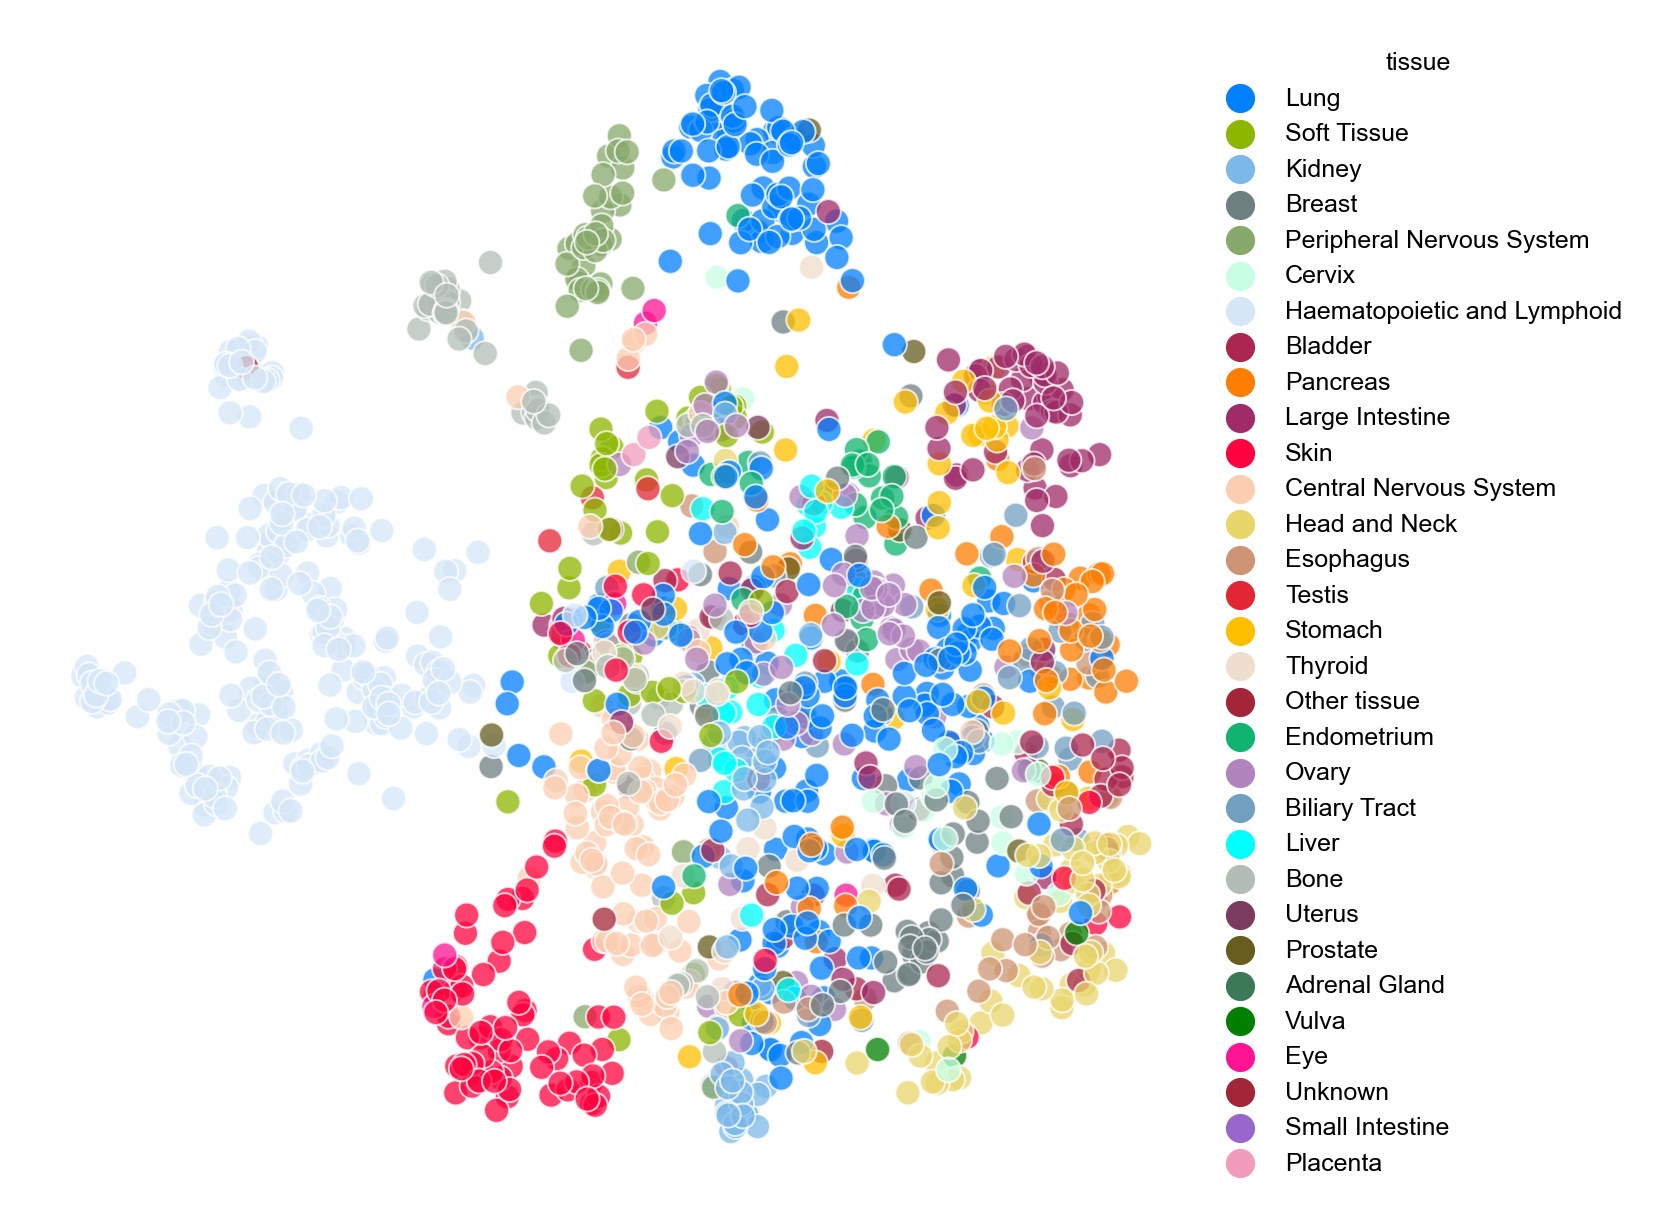 tissue
Lung
Soft Tissue
Kidney
Breast
Peripheral Nervous System
Cervix
Haematopoietic and Lymphoid
Bladder
Pancreas
Large Intestine
Skin
Central Nervous System
Head and Neck
Esophagus
Testis
Stomach
Thyroid
Other tissue
Endometrium
Ovary
Biliary Tract
Liver
Bone
Uterus
Prostate
Adrenal Gland
Vulva
Eye
Unknown
Small Intestine
Placenta